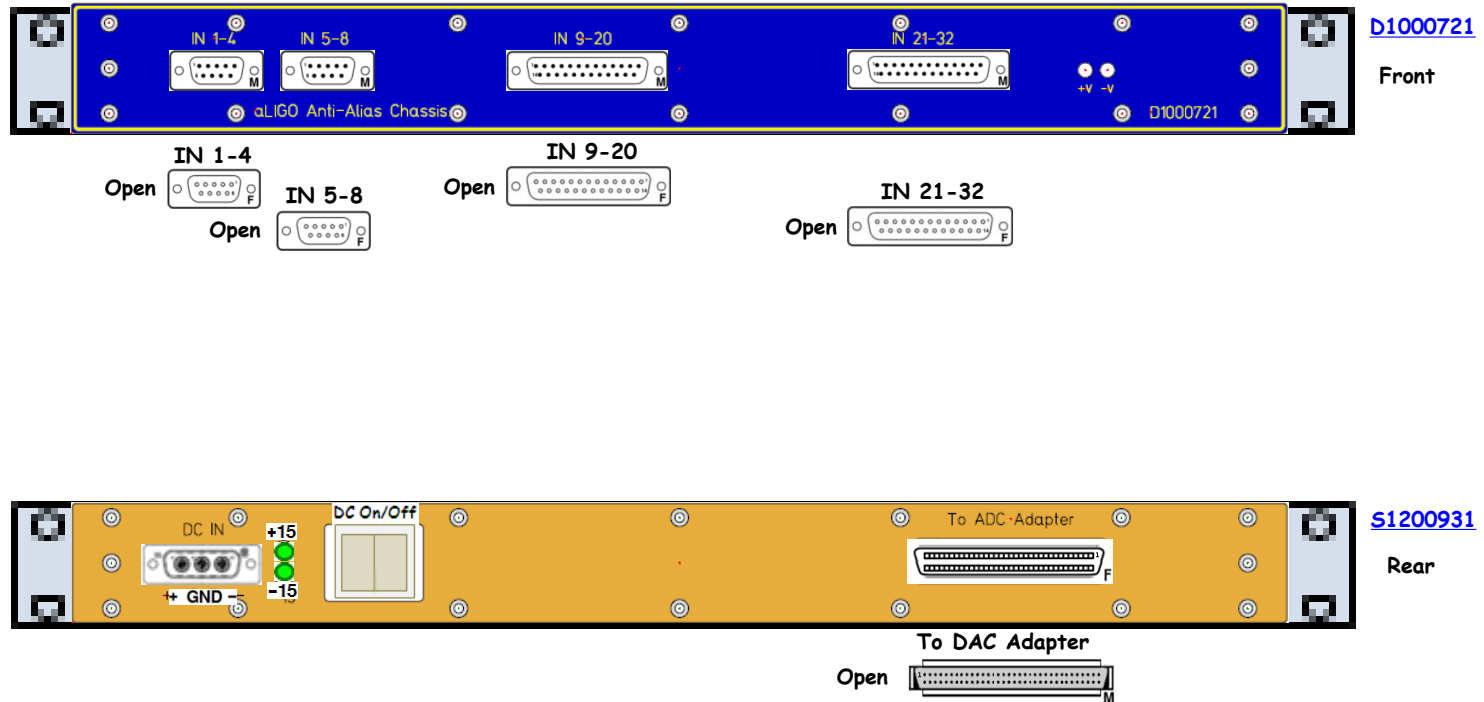 D1000721
Front
IN 1-4
IN 5-8
IN 9-20
IN 21-32
M
M
M
M
+V -V
aLIGO Anti-Alias Chassis
D1000721
IN 1-4
Open
F
IN 5-8
Open
F
IN 9-20
Open
F
IN 21-32
Open
F
S1200931
Rear
DC IN
+15
-15
+ GND -
DC On/Off
To ADC Adapter
1
F
To DAC Adapter
Open
1
M